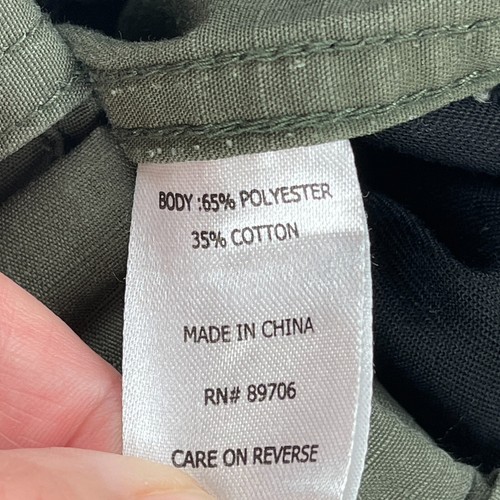 BODY :65% POLYESTER
35% COTTON
MADE IN CHINA
RN# 89706
CARE ON REVERSE